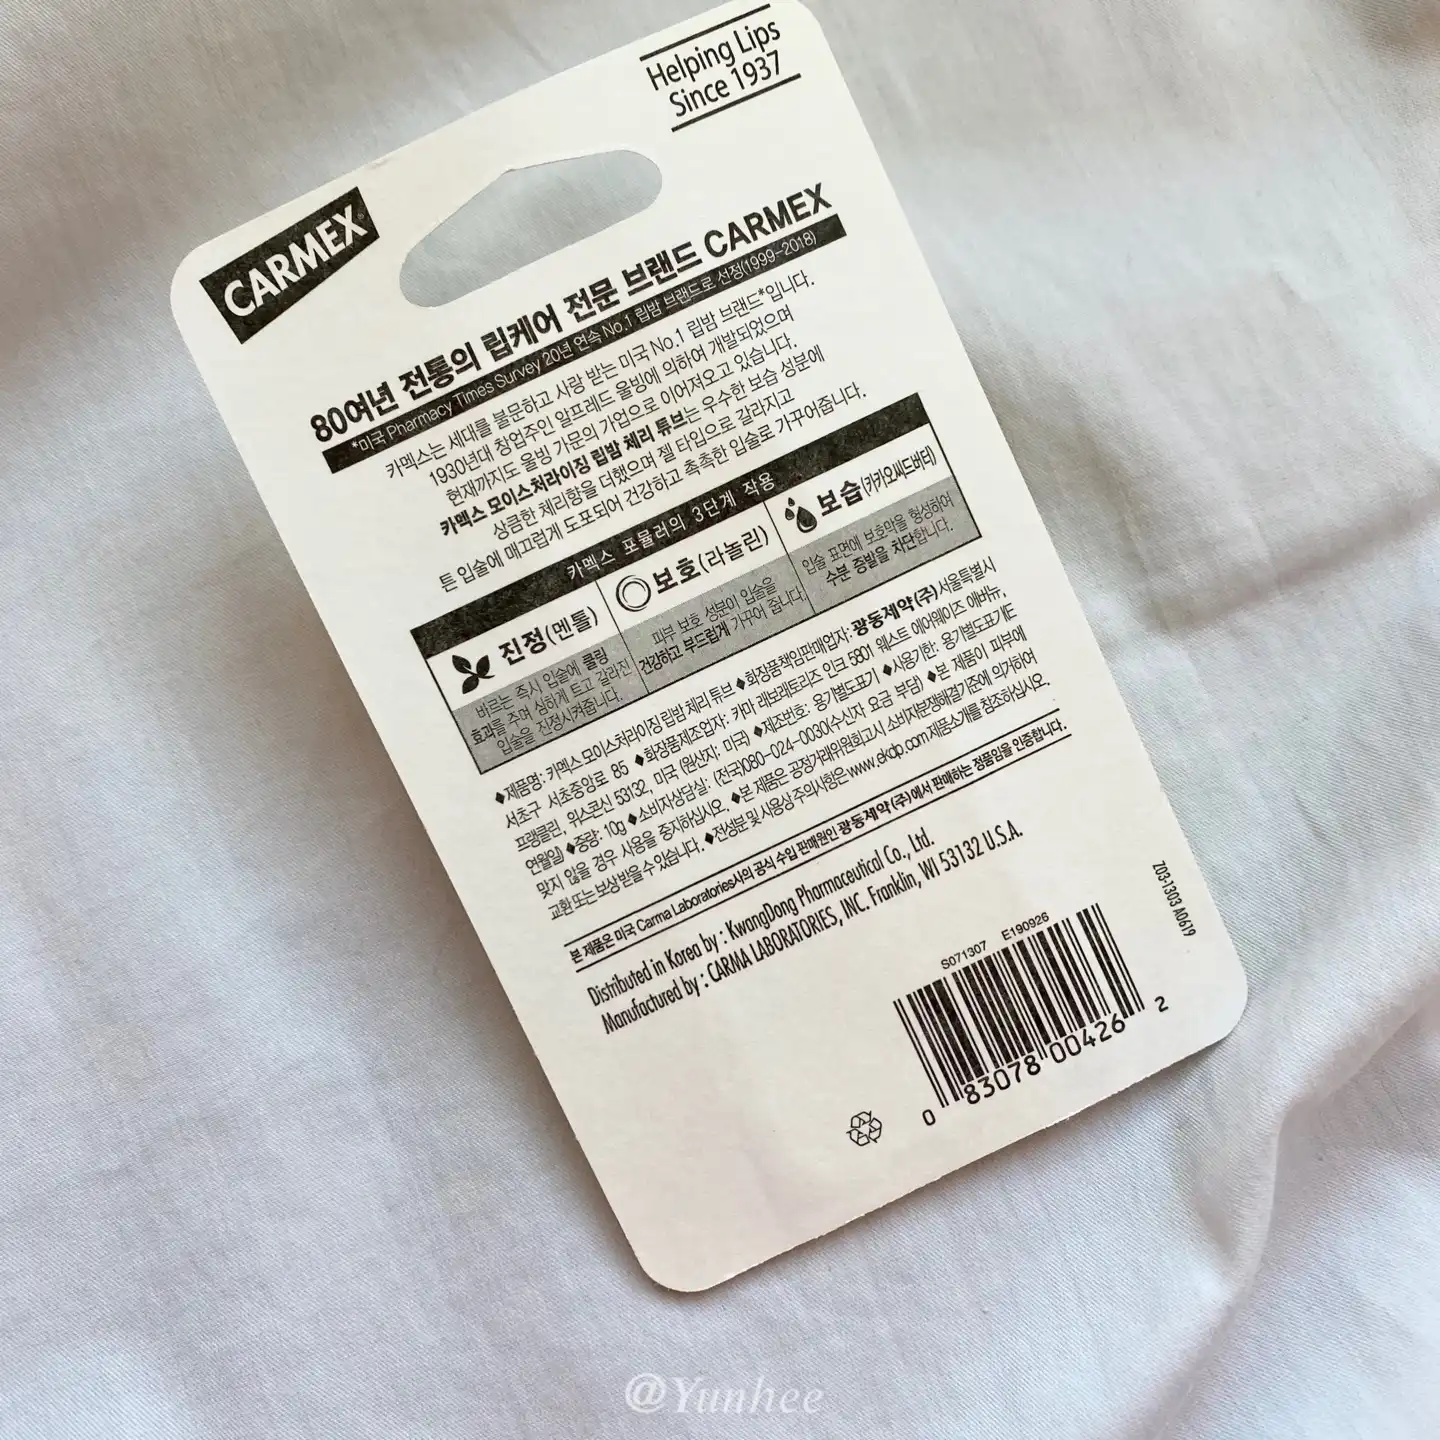 Helping Lips
Since 1937
CARMEX
80여년 전통의 립케어 전문 브랜드 CARMEX
*미국 Pharmacy Times Survey 20년 연속 No.1 립밤 브랜드로 선정(1999-2018)
카멕스는 세대를 불문하고 사랑 받는 미국 No.1 립밤 브랜드*입니다.
1930년대 창업주인 알프레드 울빙에 의하여 개발되었으며
현재까지도 울빙 가문의 가업으로 이어져오고 있습니다.
카멕스 모이스처라이징 립밤 체리 튜브는 우수한 보습 성분에
상큼한 체리향을 더했으며 젤 타입으로 갈라지고
튼 입술에 매끄럽게 도포되어 건강하고 촉촉한 입술로 가꾸어줍니다.
카멕스 포뮬러의 3단계 작용
진정(멘톨)
바르는 즉시 입술에 쿨링
효과를 주며 심하게 트고 갈라진
입술을 진정시켜줍니다.
보호(라놀린)
피부 보호 성분이 입술을
건강하고 부드럽게 가꾸어 줍니다.
보습(카카오씨드버터)
입술 표면에 보호막을 형성하여
수분 증발을 차단합니다.
◆제품명: 카멕스 모이스처라이징 립밤 체리 튜브 ◆화장품책임판매업자: 광동제약(주) 서울특별시
서초구 서초중앙로 85 ◆화장품제조업자: 카마 래보래토리즈 인크 5801 웨스트 에어웨이즈 애버뉴,
프랭클린, 위스콘신 53132, 미국 (원산지: 미국) ◆제조번호: 용기별도표기 ◆사용기한: 용기별도표기(E
연월일) ◆중량: 10g ◆소비자상담실: (전국)080-024-0030(수신자 요금 부담) ◆본 제품이 피부에
맞지 않을 경우 사용을 중지하십시오. ◆본 제품은 공정거래위원회고시 소비자분쟁해결기준에 의거하여
교환 또는 보상 받을 수 있습니다. ◆전성분 및 사용상 주의사항은 www.ekdp.com 제품소개를 참조하십시오.
본 제품은 미국 Carma Laboratories사의 공식 수입 판매원인 광동제약(주)에서 판매하는 정품임을 인증합니다.
Distributed in Korea by : KwangDong Pharmaceutical Co., Ltd.
Manufactured by : CARMA LABORATORIES, INC. Franklin, WI 53132 U.S.A.
Z03-1303 A0619
S071307 E190926
0 83078 00426 2
@Yunhee